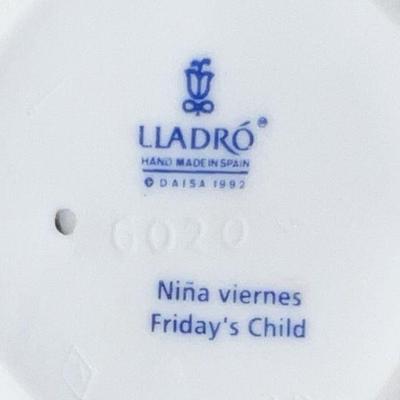 LLADRÓ®
HAND MADE IN SPAIN
© DAISA 1992
6020
Niña viernes
Friday's Child